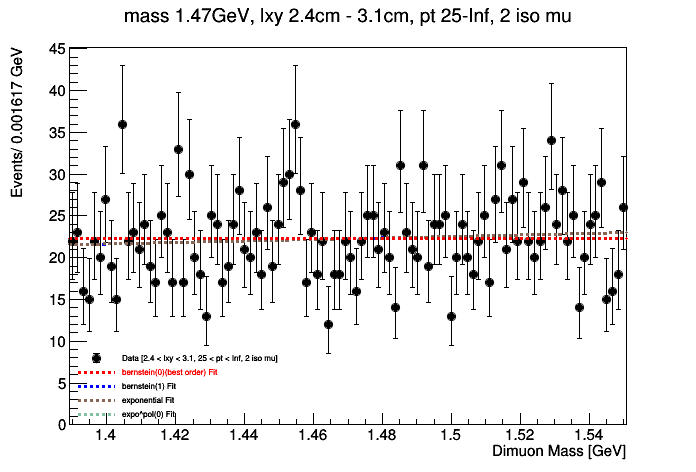 mass 1.47GeV, lxy 2.4cm - 3.1cm, pt 25-Inf, 2 iso mu
Events/ 0.001617 GeV
45
40
35
30
25
20
15
10
5
0
Data [2.4 < lxy < 3.1, 25 < pt < Inf, 2 iso mu]
bernstein(0)(best order) Fit
bernstein(1) Fit
exponential Fit
expo*pol(0) Fit
1.4 1.42 1.44 1.46 1.48 1.5 1.52 1.54
Dimuon Mass [GeV]